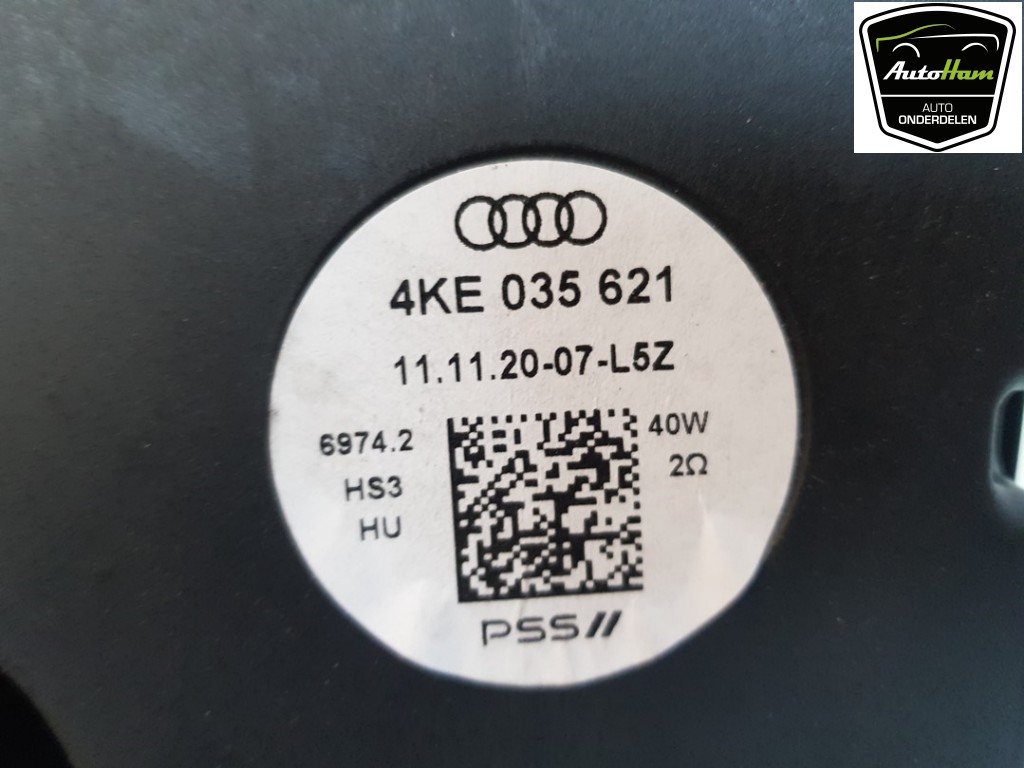 AutoHam
AUTO
ONDERDELEN
4KE 035 621
11.11.20-07-L5Z
6974.2
HS3
HU
40W
2Ω
PSS//